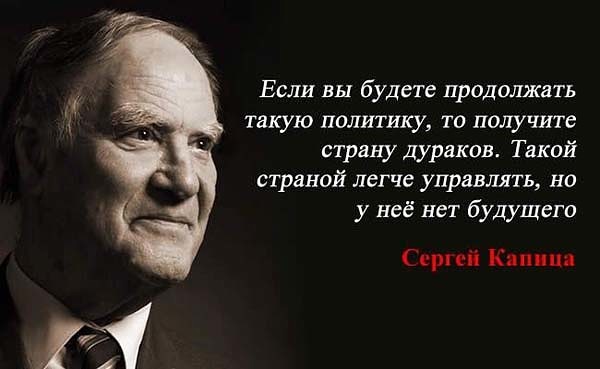 Если вы будете продолжать
такую политику, то получите
страну дураков. Такой
страной легче управлять, но
у неё нет будущего
Сергей Капица